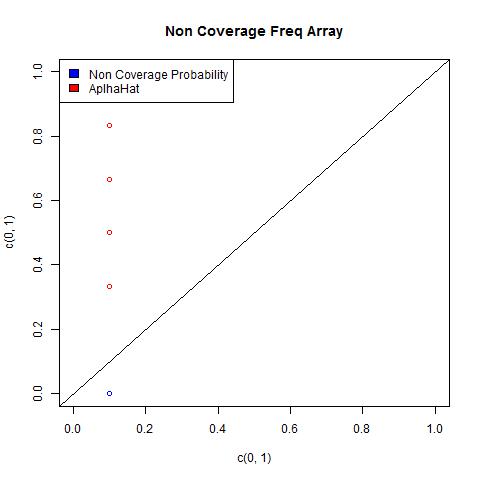 Non Coverage Freq Array
Non Coverage Probability
AplhaHat
c(0, 1)
1.0
0.8
0.6
0.4
0.2
0.0
0.0 0.2 0.4 0.6 0.8 1.0
c(0, 1)